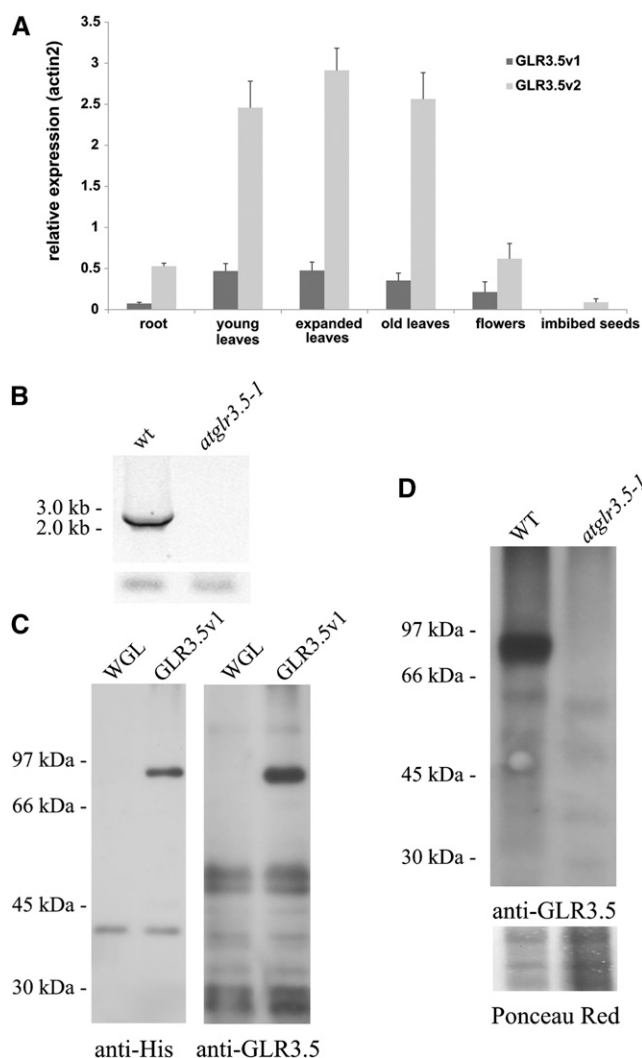 A
3.5
3
2.5
2
1.5
1
0.5
0
relative expression (actin2)
GLR3.5v1
GLR3.5v2
root
young leaves
expanded leaves
old leaves
flowers
imbibed seeds
B
wt
atglr3.5-1
3.0 kb -
2.0 kb -
C
WGL
GLR3.5v1
WGL
GLR3.5v1
97 kDa -
66 kDa -
45 kDa -
30 kDa -
anti-His
anti-GLR3.5
D
WT
atglr3.5-1
97 kDa -
66 kDa -
45 kDa -
30 kDa -
anti-GLR3.5
Ponceau Red